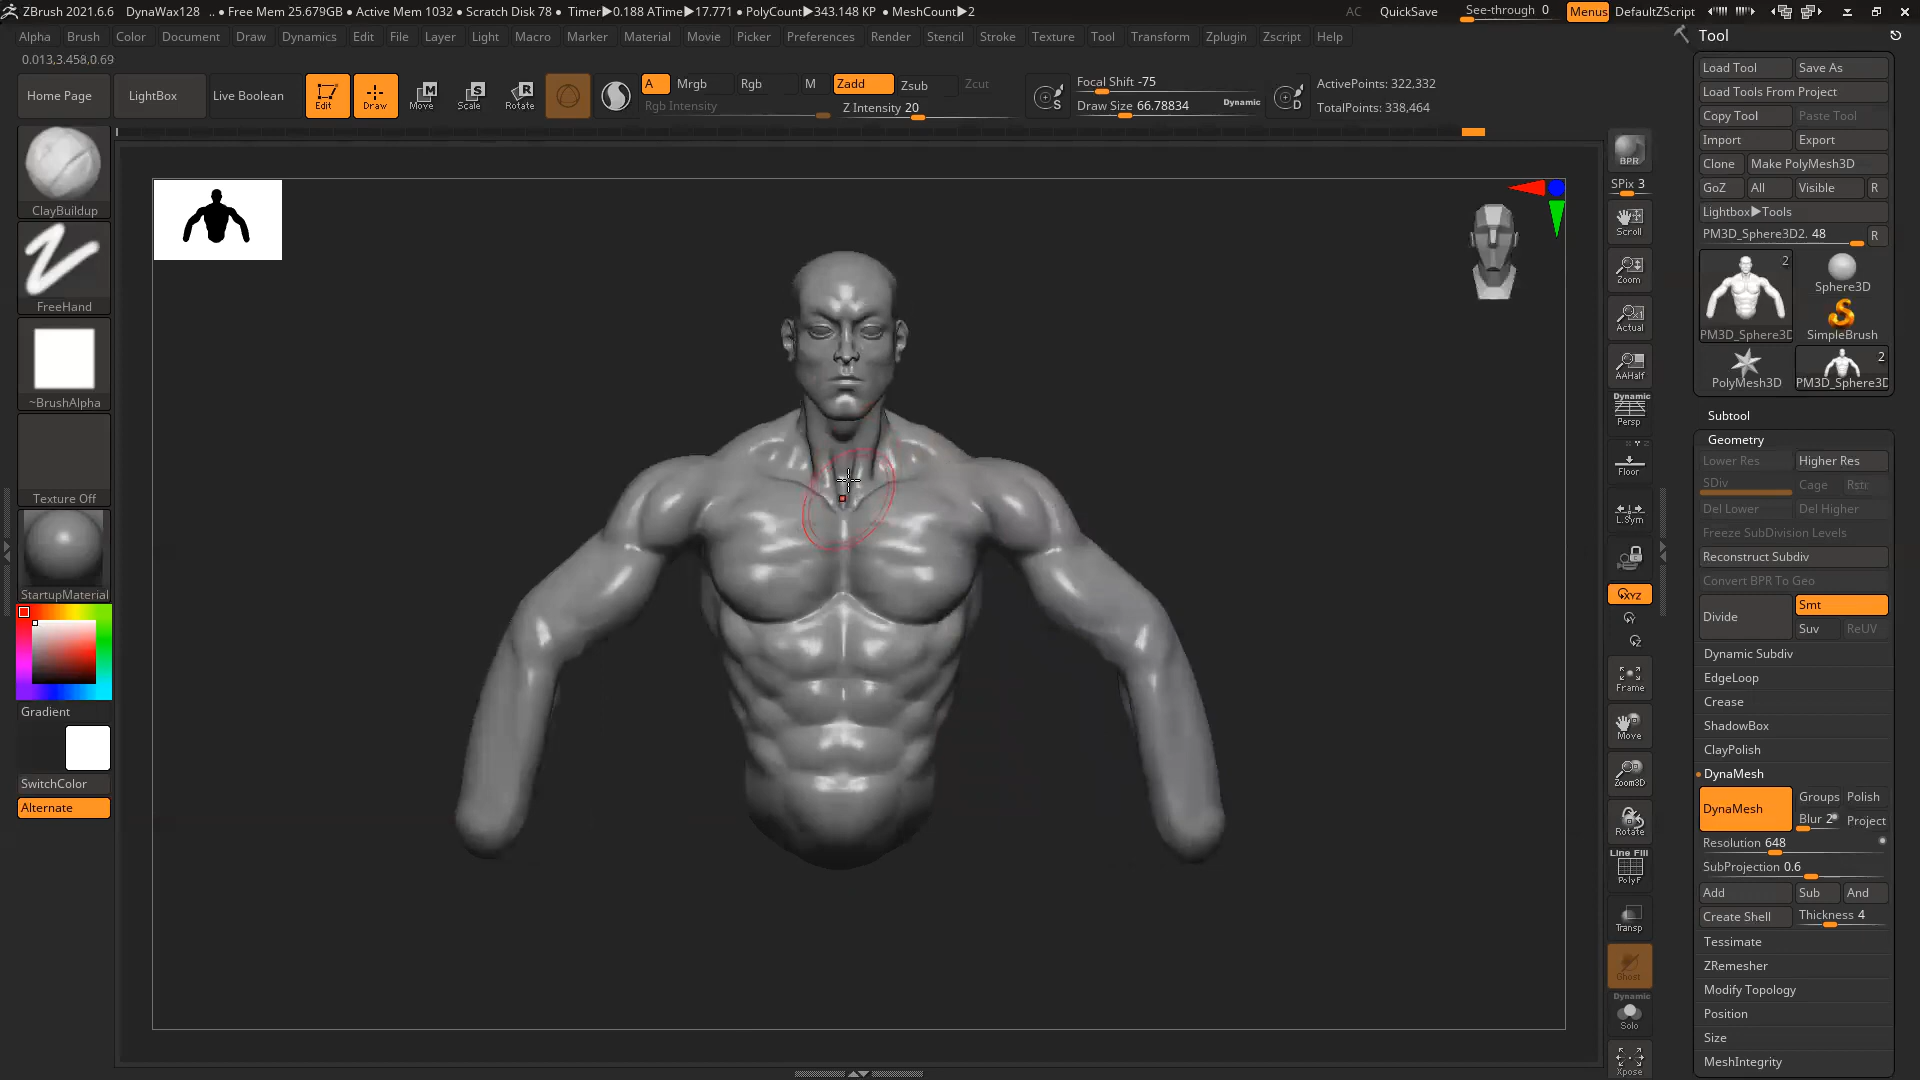 ZBrush 2021.6.6 DynaWax128 .. ● Free Mem 25.679GB ● Active Mem 1032 ● Scratch Disk 78 ● Timer▶0.188 ATime▶17.771 ● PolyCount▶343.148 KP ● MeshCount▶2 AC QuickSave See-through 0 Menus DefaultZScript
Alpha Brush Color Document Draw Dynamics Edit File Layer Light Macro Marker Material Movie Picker Preferences Render Stencil Stroke Texture Tool Transform Zplugin Zscript Help
0.013,3.458,0.69
Home Page LightBox Live Boolean Edit Draw Move Scale Rotate
A Mrgb Rgb M Zadd Zsub Zcut
Rgb Intensity Z Intensity 20
Focal Shift -75
Draw Size 66.78834 Dynamic
ActivePoints: 322,332
TotalPoints: 338,464
M
S
R
S
D
ClayBuildup
FreeHand
~BrushAlpha
Texture Off
StartupMaterial
Gradient
SwitchColor
Alternate
BPR
SPix 3
Scroll
Zoom
Actual
AAHalf
Dynamic
Persp
Floor
L.Sym
XYZ
Frame
Move
Zoom3D
Rotate
Line Fill
PolyF
Transp
Ghost
Dynamic
Solo
Xpose
Tool
Load Tool Save As
Load Tools From Project
Copy Tool Paste Tool
Import Export
Clone Make PolyMesh3D
GoZ All Visible R
Lightbox▶Tools
PM3D_Sphere3D2. 48 R
2
Sphere3D
PM3D_Sphere3D SimpleBrush
2
PolyMesh3D PM3D_Sphere3D
Subtool
Geometry
Lower Res Higher Res
SDiv Cage Rstr
Del Lower Del Higher
Freeze SubDivision Levels
Reconstruct Subdiv
Convert BPR To Geo
Divide Smt
Suv ReUV
Dynamic Subdiv
EdgeLoop
Crease
ShadowBox
ClayPolish
DynaMesh
DynaMesh Groups Polish
Blur 2 Project
Resolution 648
SubProjection 0.6
Add Sub And
Create Shell Thickness 4
Tessimate
ZRemesher
Modify Topology
Position
Size
MeshIntegrity